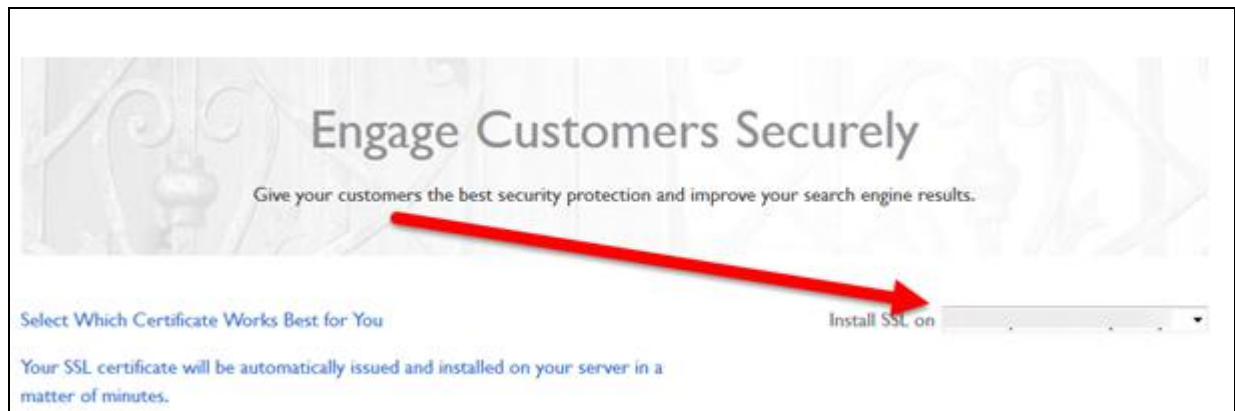 Engage Customers Securely
Give your customers the best security protection and improve your search engine results.
Select Which Certificate Works Best for You
Install SSL on
Your SSL certificate will be automatically issued and installed on your server in a
matter of minutes.